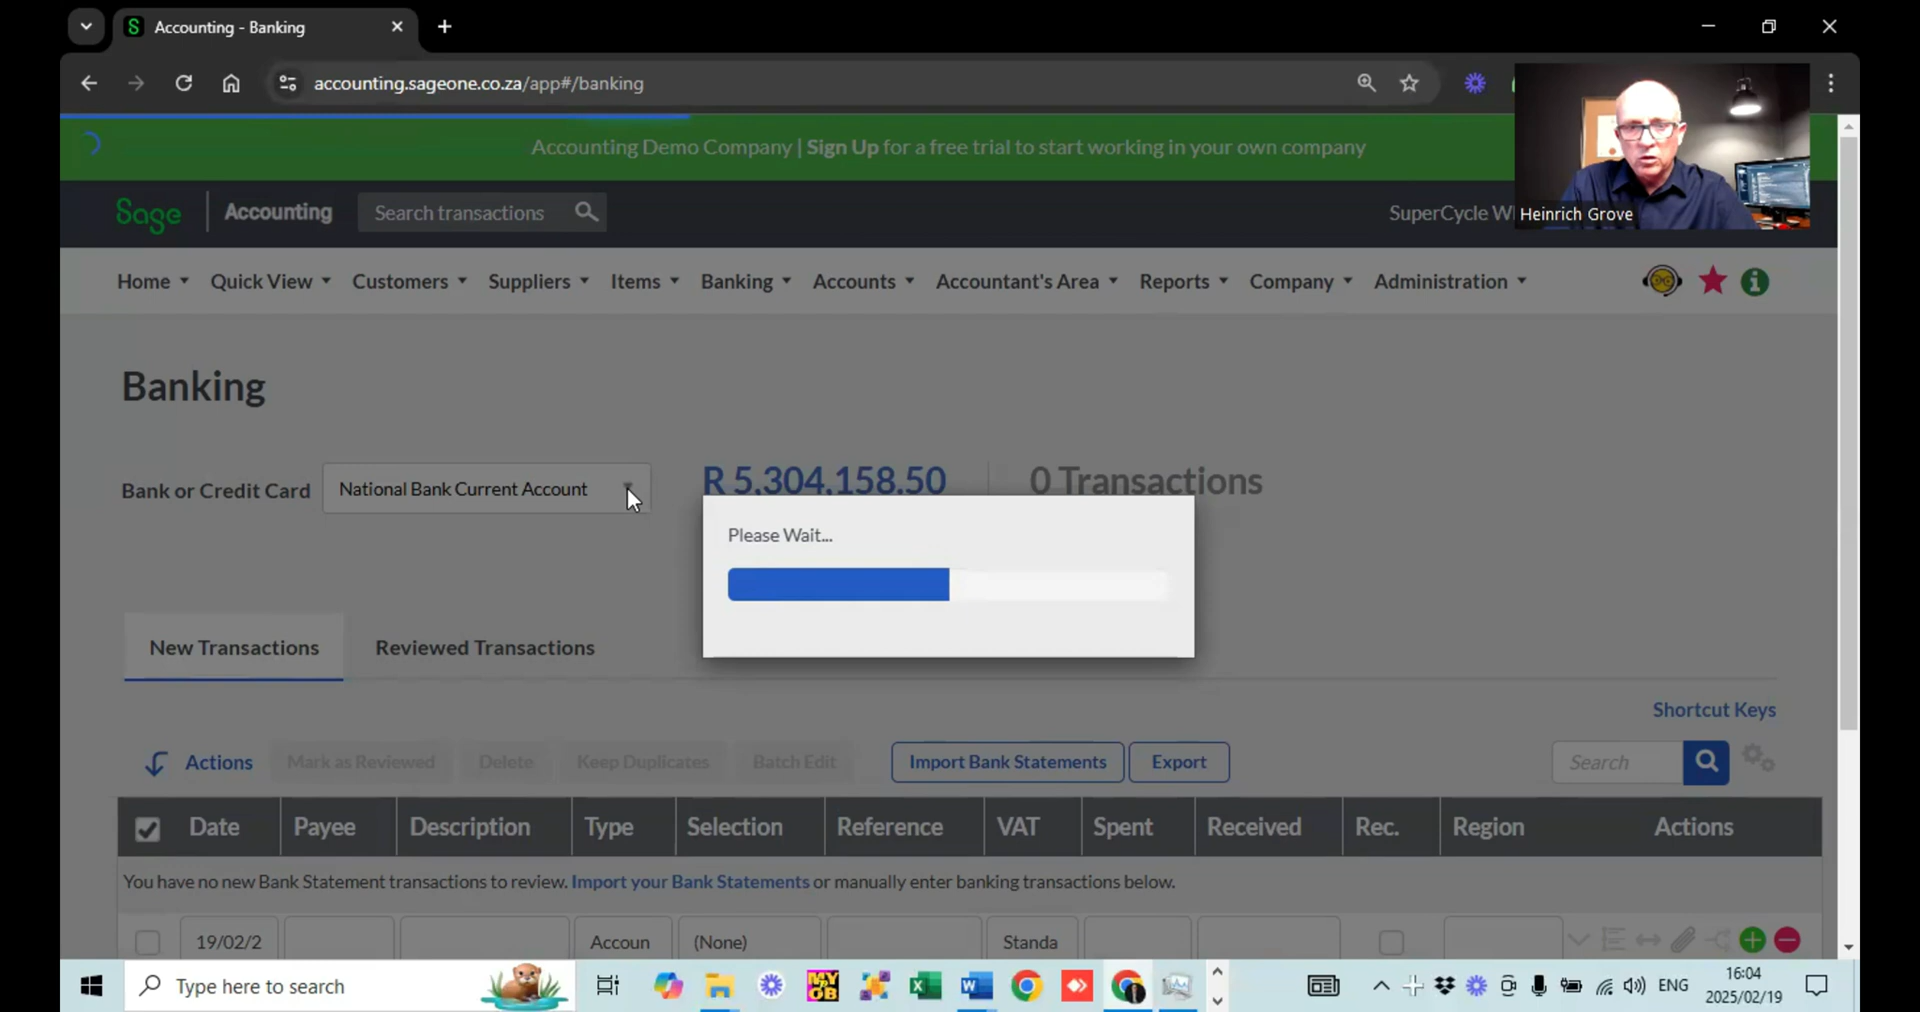 Accounting - Banking
accounting.sageone.co.za/app#/banking
Accounting Demo Company | Sign Up for a free trial to start working in your own company
Sage Accounting Search transactions SuperCycle W
Heinrich Grove
Home Quick View Customers Suppliers Items Banking Accounts Accountant's Area Reports Company Administration
Banking
Bank or Credit Card National Bank Current Account R 5,304,158.50 0 Transactions
Please Wait...
New Transactions Reviewed Transactions
Shortcut Keys
Actions Mark as Reviewed Delete Keep Duplicates Batch Edit Import Bank Statements Export Search
Date Payee Description Type Selection Reference VAT Spent Received Rec. Region Actions
You have no new Bank Statement transactions to review. Import your Bank Statements or manually enter banking transactions below.
19/02/2 Accoun (None) Standa
Type here to search MYOB ENG 16:04
2025/02/19